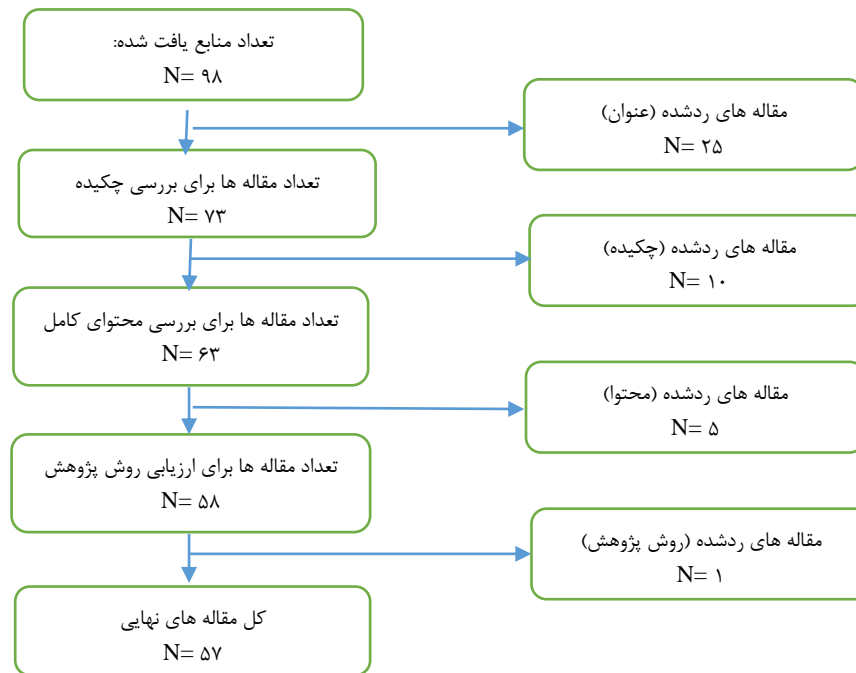 تعداد منابع یافت شده:
N= ۹۸
مقاله های ردشده (عنوان)
N= ۲۵
تعداد مقاله ها برای بررسی چکیده
N= ۷۳
مقاله های ردشده (چکیده)
N= ۱۰
تعداد مقاله ها برای بررسی محتوای کامل
N= ۶۳
مقاله های ردشده (محتوا)
N= ۵
تعداد مقاله ها برای ارزیابی روش پژوهش
N= ۵۸
مقاله های ردشده (روش پژوهش)
N= ۱
کل مقاله های نهایی
N= ۵۷